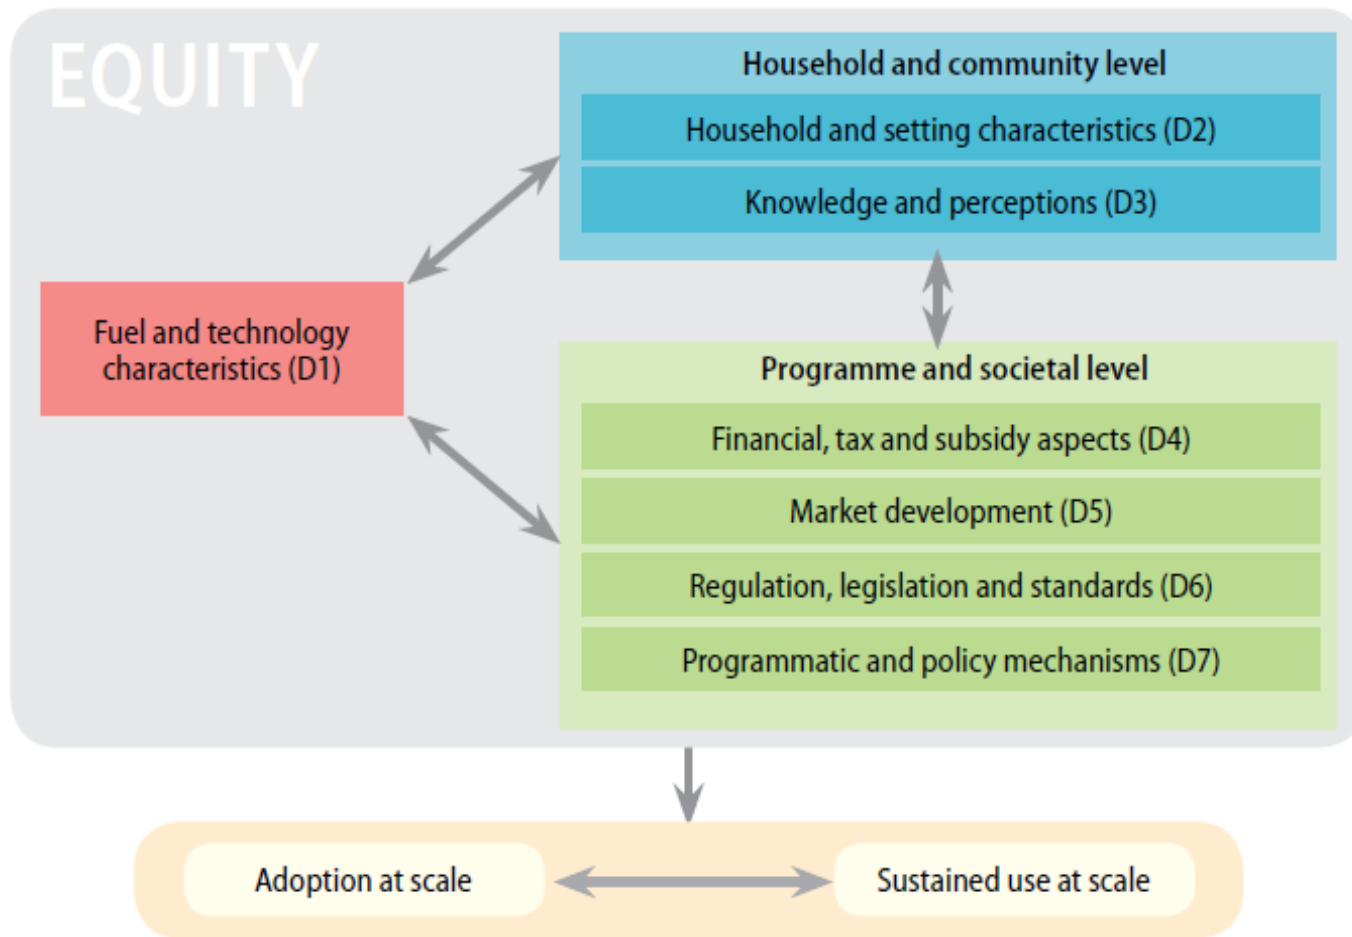 EQUITY
Household and community level
Household and setting characteristics (D2)
Knowledge and perceptions (D3)
Fuel and technology
characteristics (D1)
Programme and societal level
Financial, tax and subsidy aspects (D4)
Market development (D5)
Regulation, legislation and standards (D6)
Programmatic and policy mechanisms (D7)
Adoption at scale
Sustained use at scale